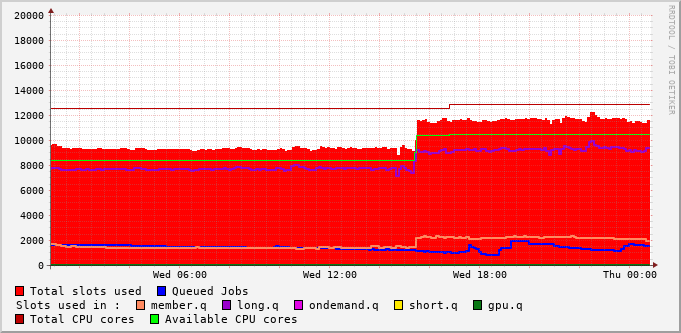 RRDTOOL / TOBI OETIKER
20000
18000
16000
14000
12000
10000
8000
6000
4000
2000
0
Wed 06:00 Wed 12:00 Wed 18:00 Thu 00:00
Total slots used Queued Jobs
Slots used in : member.q long.q ondemand.q short.q gpu.q
Total CPU cores Available CPU cores